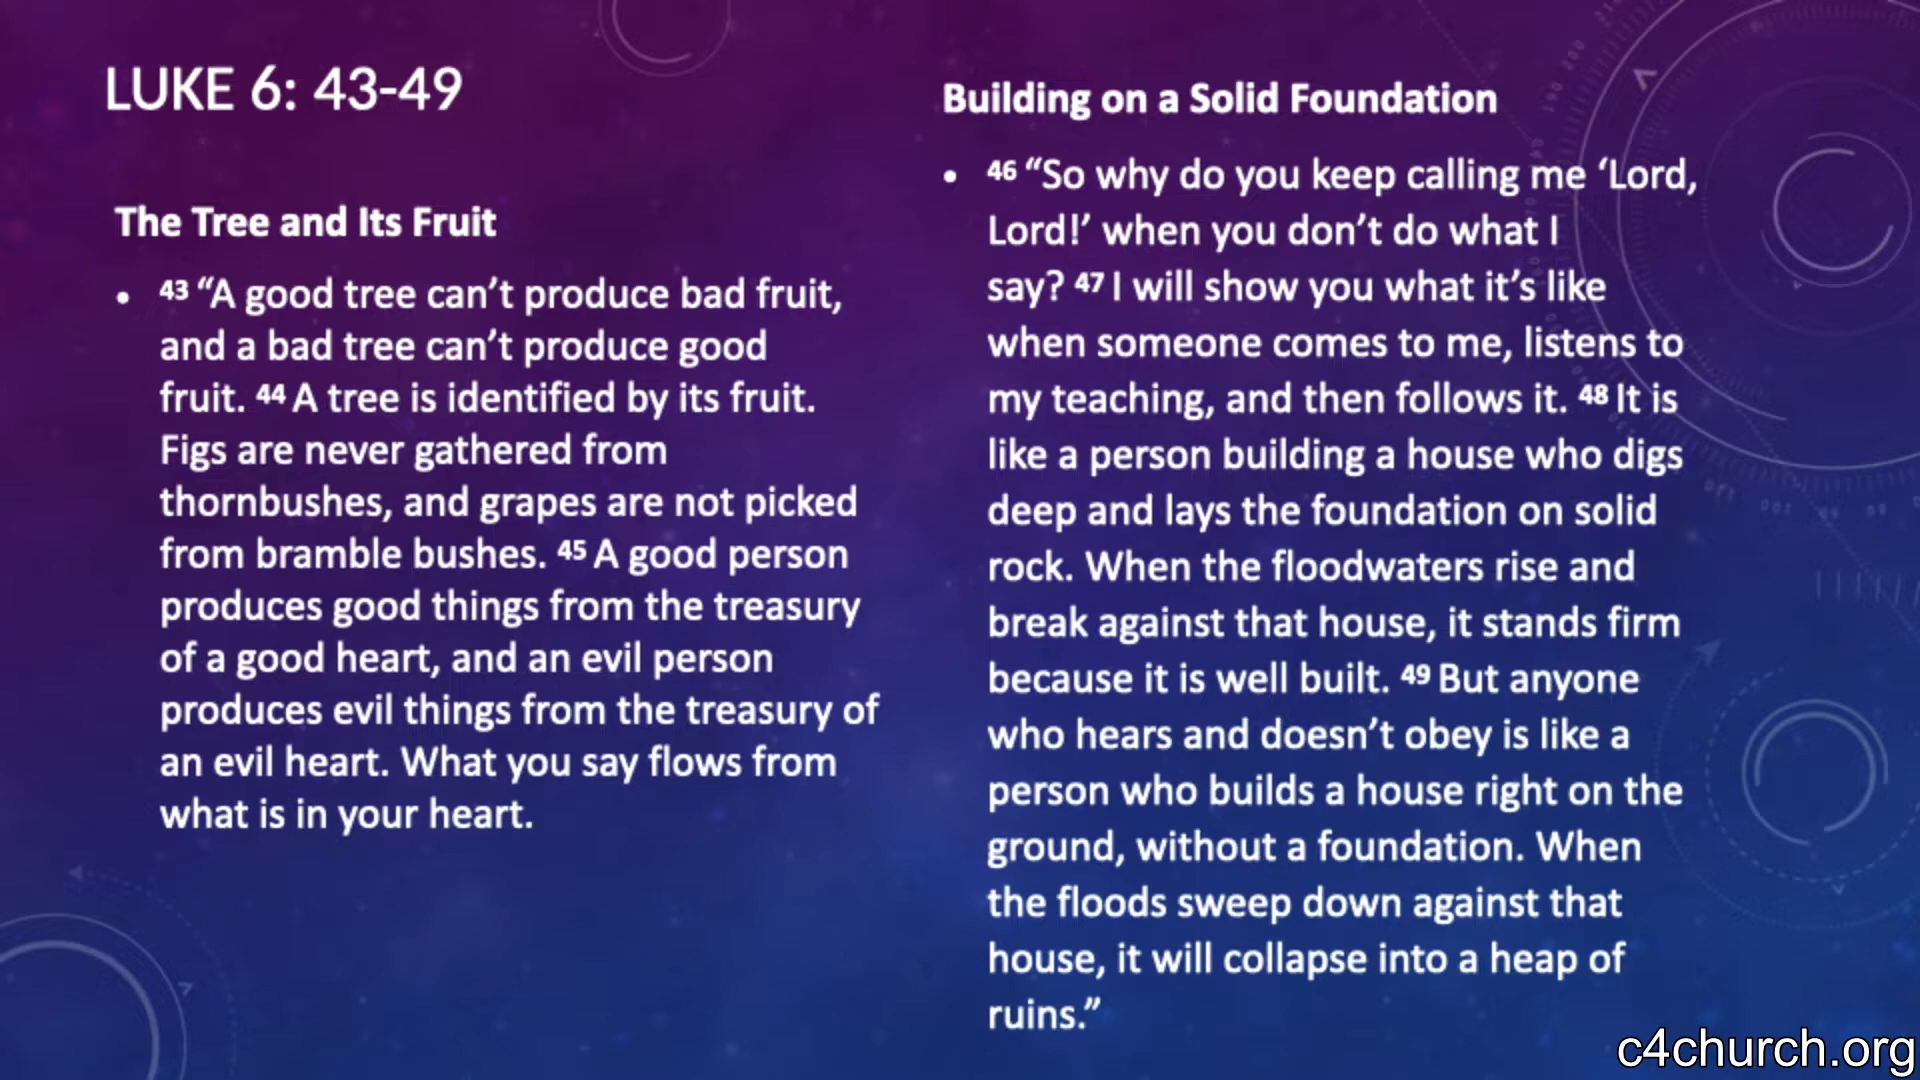 LUKE 6: 43-49
The Tree and Its Fruit
• 43 “A good tree can’t produce bad fruit,
and a bad tree can’t produce good
fruit. 44 A tree is identified by its fruit.
Figs are never gathered from
thornbushes, and grapes are not picked
from bramble bushes. 45 A good person
produces good things from the treasury
of a good heart, and an evil person
produces evil things from the treasury of
an evil heart. What you say flows from
what is in your heart.
Building on a Solid Foundation
• 46 “So why do you keep calling me ‘Lord,
Lord!’ when you don’t do what I
say? 47 I will show you what it’s like
when someone comes to me, listens to
my teaching, and then follows it. 48 It is
like a person building a house who digs
deep and lays the foundation on solid
rock. When the floodwaters rise and
break against that house, it stands firm
because it is well built. 49 But anyone
who hears and doesn’t obey is like a
person who builds a house right on the
ground, without a foundation. When
the floods sweep down against that
house, it will collapse into a heap of
ruins.”
c4church.org